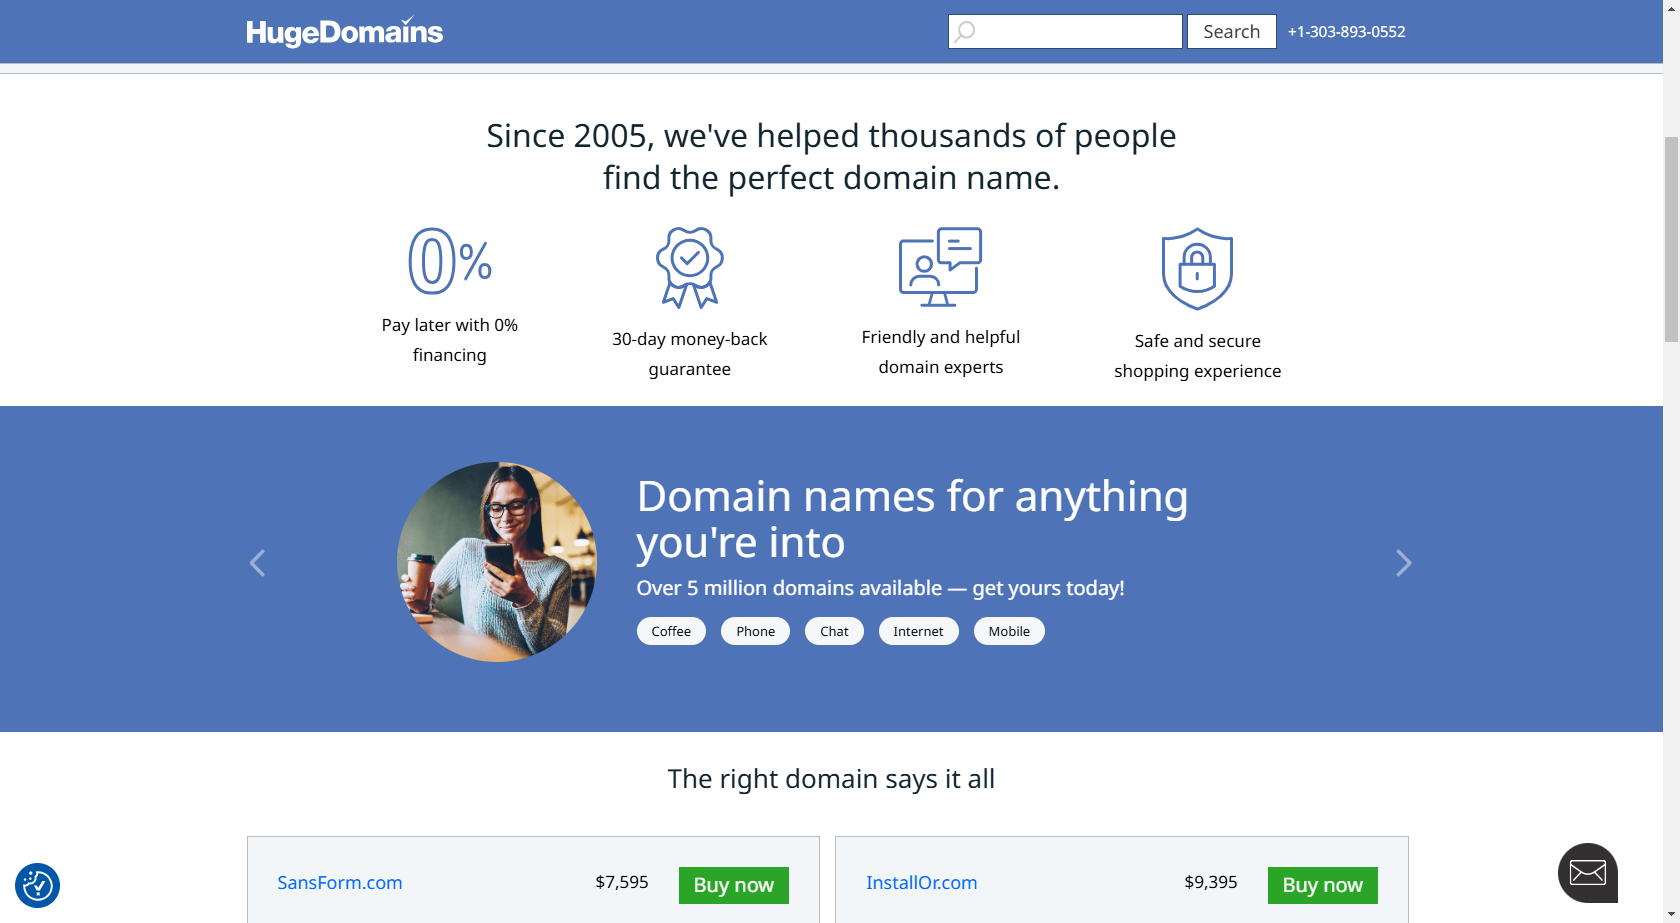 HugeDomains
Search
+1-303-893-0552
Since 2005, we've helped thousands of people
find the perfect domain name.
0%
Pay later with 0%
financing
30-day money-back
guarantee
Friendly and helpful
domain experts
Safe and secure
shopping experience
Domain names for anything
you're into
Over 5 million domains available — get yours today!
Coffee Phone Chat Internet Mobile
The right domain says it all
SansForm.com $7,595 Buy now
InstallOr.com $9,395 Buy now